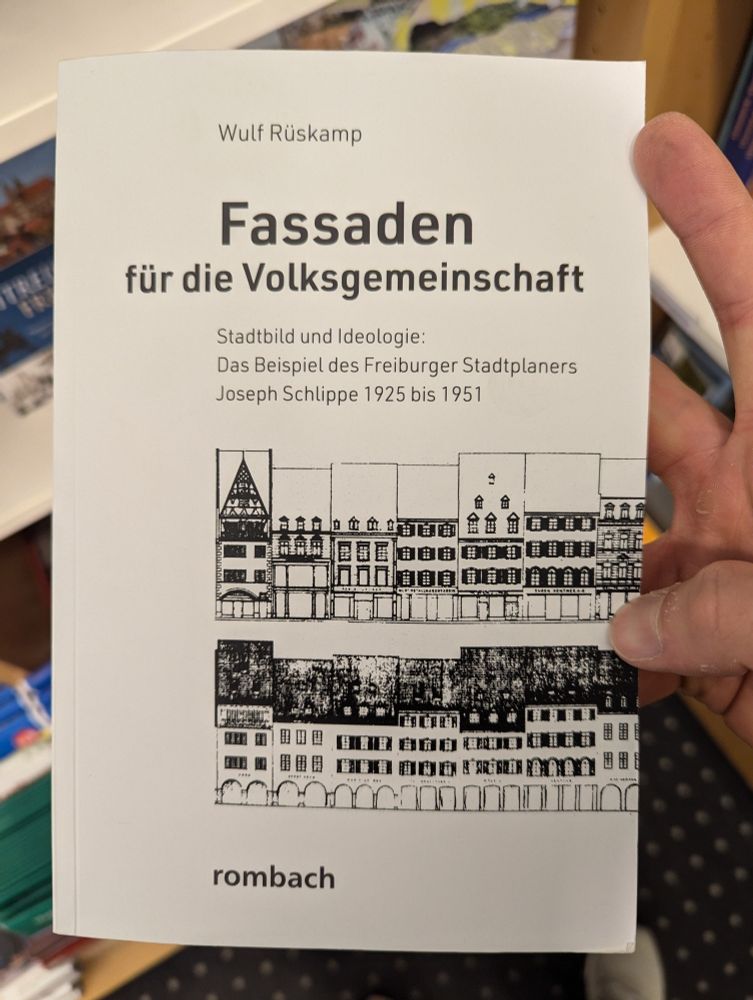 Wulf Rüskamp
Fassaden
für die Volksgemeinschaft
Stadtbild und Ideologie:
Das Beispiel des Freiburger Stadtplaners
Joseph Schlippe 1925 bis 1951
rombach